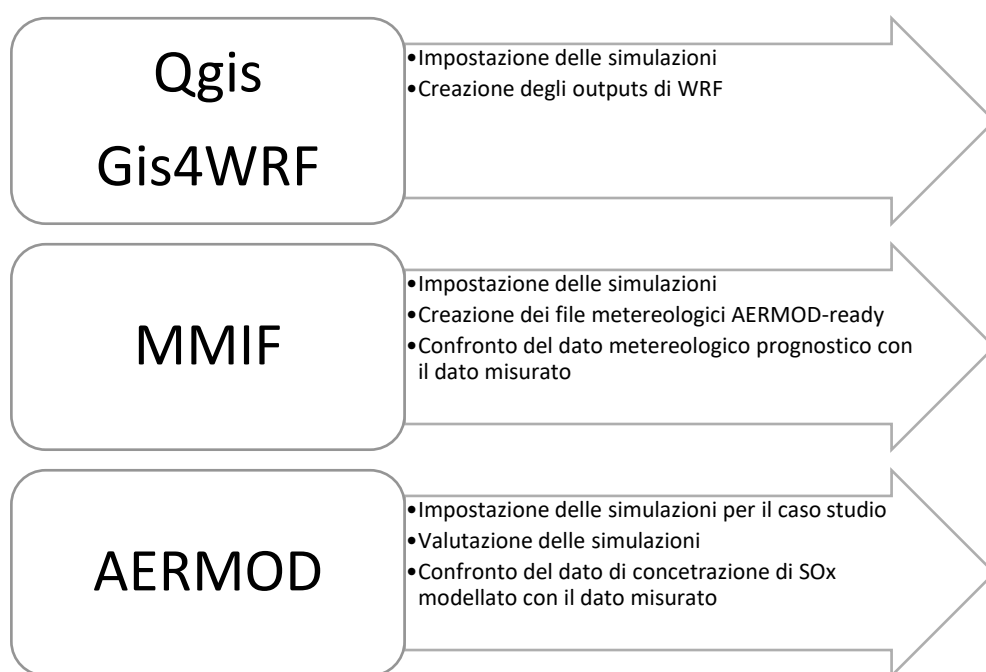 Qgis
Gis4WRF
•Impostazione delle simulazioni
•Creazione degli outputs di WRF
MMIF
•Impostazione delle simulazioni
•Creazione dei file metereologici AERMOD-ready
•Confronto del dato metereologico prognostico con
il dato misurato
AERMOD
•Impostazione delle simulazioni per il caso studio
•Valutazione delle simulazioni
•Confronto del dato di concetrazione di SOx
modellato con il dato misurato